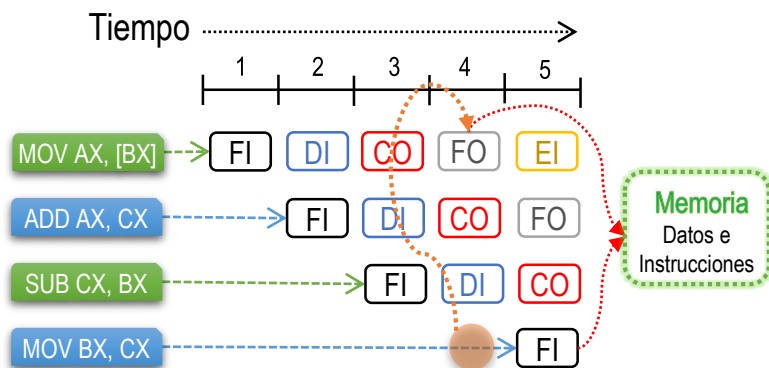 Tiempo
1 2 3 4 5
MOV AX, [BX] FI DI CO FO EI
ADD AX, CX FI DI CO FO
SUB CX, BX FI DI CO
MOV BX, CX FI
Memoria
Datos e
Instrucciones